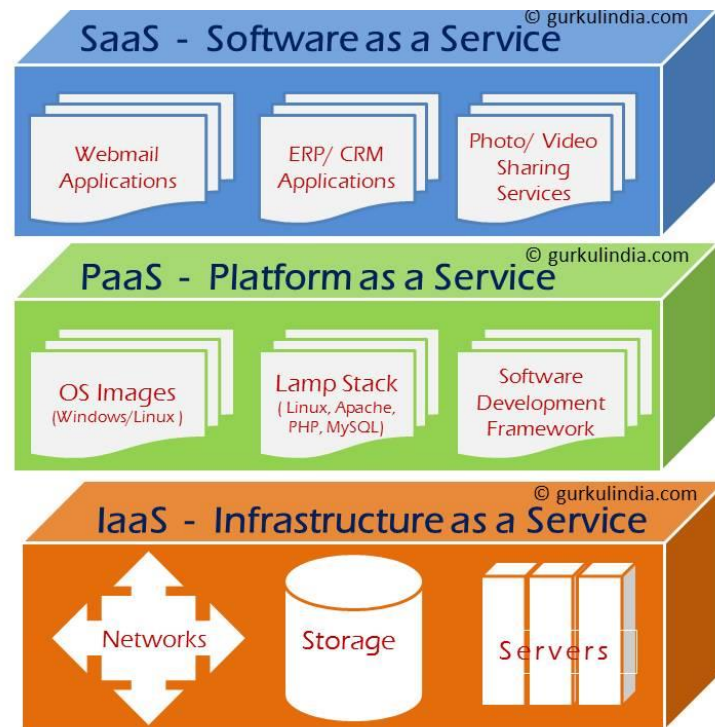 © gurkulindia.com
SaaS - Software as a Service
Webmail
Applications
ERP/ CRM
Applications
Photo/ Video
Sharing
Services
© gurkulindia.com
PaaS - Platform as a Service
OS Images
(Windows/Linux )
Lamp Stack
( Linux, Apache,
PHP, MySQL)
Software
Development
Framework
© gurkulindia.com
IaaS - Infrastructure as a Service
Networks
Storage
Servers